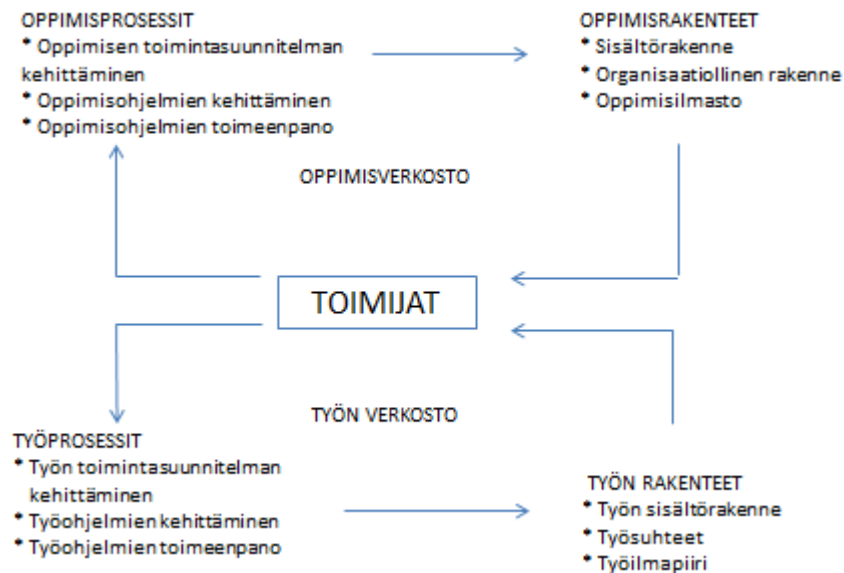 OPPIMISPROSESSIT
* Oppimisen toimintasuunnitelman
kehittäminen
* Oppimisohjelmien kehittäminen
* Oppimisohjelmien toimeenpano
OPPIMISRAKENTEET
* Sisältörakenne
* Organisaatiollinen rakenne
* Oppimisilmasto
OPPIMISVERKOSTO
TOIMIJAT
TYÖN VERKOSTO
TYÖPROSESSIT
* Työn toimintasuunnitelman
kehittäminen
* Työohjelmien kehittäminen
* Työohjelmien toimeenpano
TYÖN RAKENTEET
* Työn sisältörakenne
* Työsuhteet
* Työilmapiiri